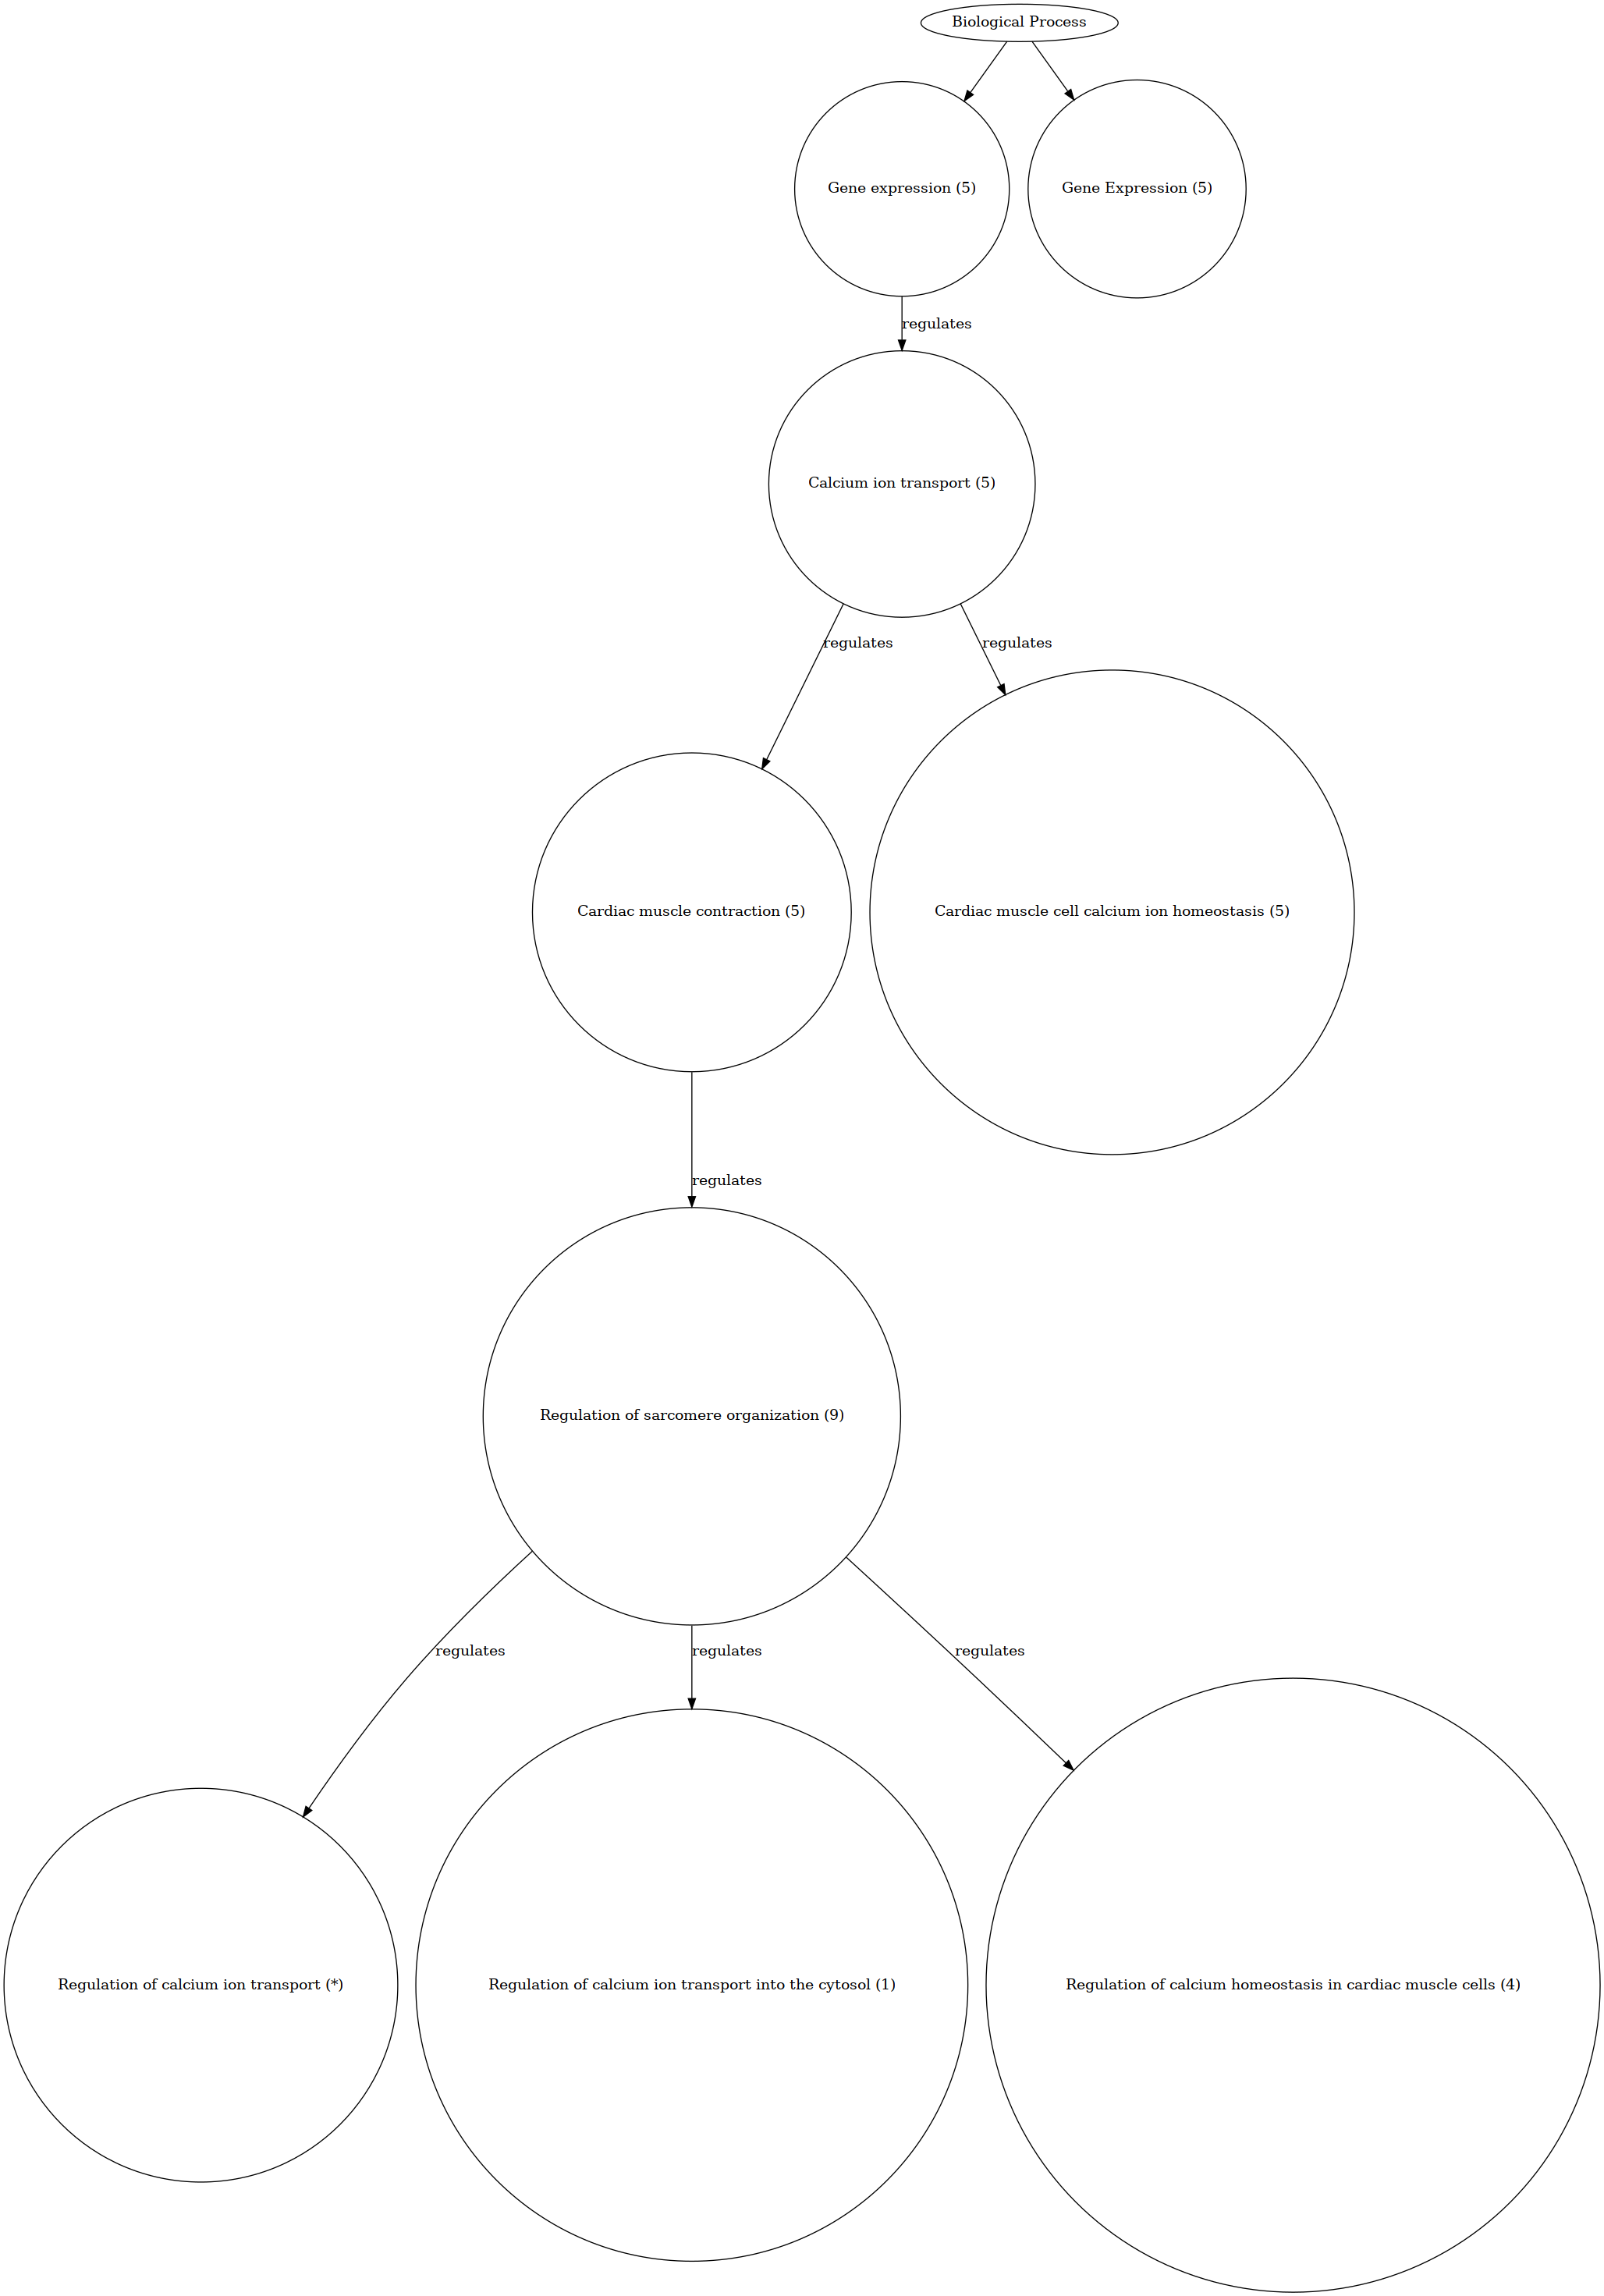 Biological Process
Gene expression (5)
Gene Expression (5)
regulates
Calcium ion transport (5)
regulates
regulates
Cardiac muscle contraction (5)
Cardiac muscle cell calcium ion homeostasis (5)
regulates
Regulation of sarcomere organization (9)
regulates
regulates
regulates
Regulation of calcium ion transport (*)
Regulation of calcium ion transport into the cytosol (1)
Regulation of calcium homeostasis in cardiac muscle cells (4)